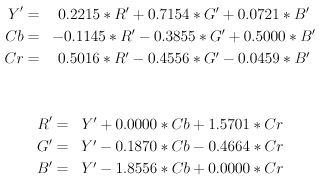 Y′ = 0.2215 ∗ R′ + 0.7154 ∗ G′ + 0.0721 ∗ B′
Cb = −0.1145 ∗ R′ − 0.3855 ∗ G′ + 0.5000 ∗ B′
Cr = 0.5016 ∗ R′ − 0.4556 ∗ G′ − 0.0459 ∗ B′
R′ = Y′ + 0.0000 ∗ Cb + 1.5701 ∗ Cr
G′ = Y′ − 0.1870 ∗ Cb − 0.4664 ∗ Cr
B′ = Y′ − 1.8556 ∗ Cb + 0.0000 ∗ Cr